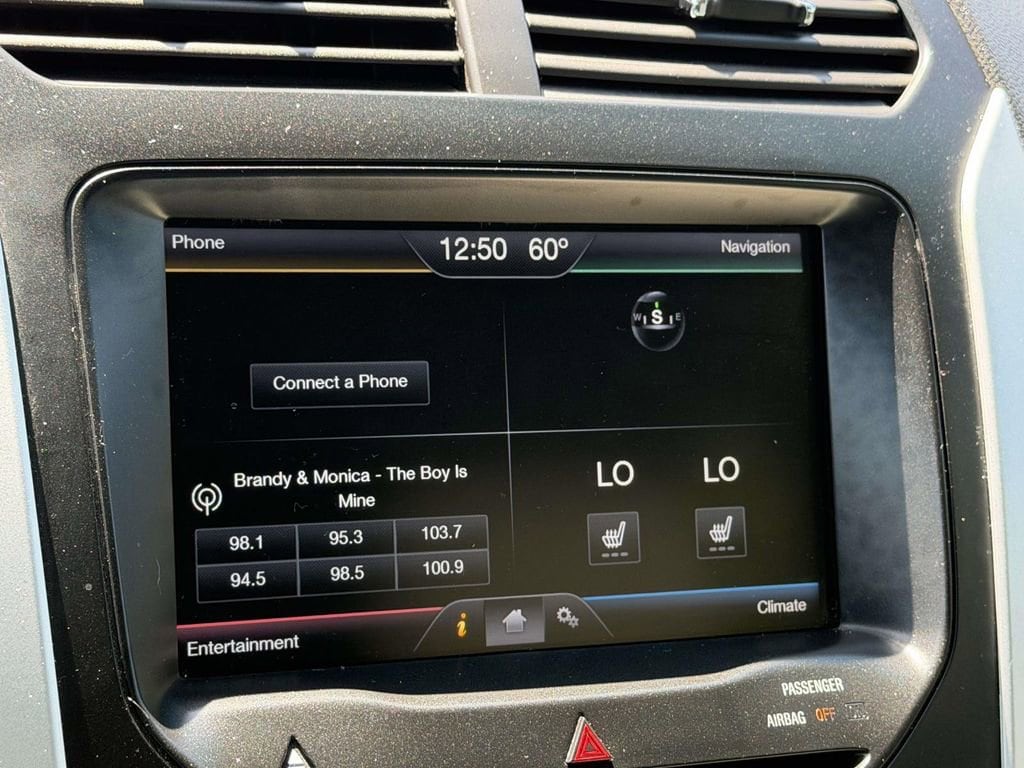 Phone
12:50 60°
Navigation
W S E
Connect a Phone
Brandy & Monica - The Boy Is
Mine
98.1 95.3 103.7
94.5 98.5 100.9
LO LO
Entertainment
i
Climate
PASSENGER
AIRBAG OFF